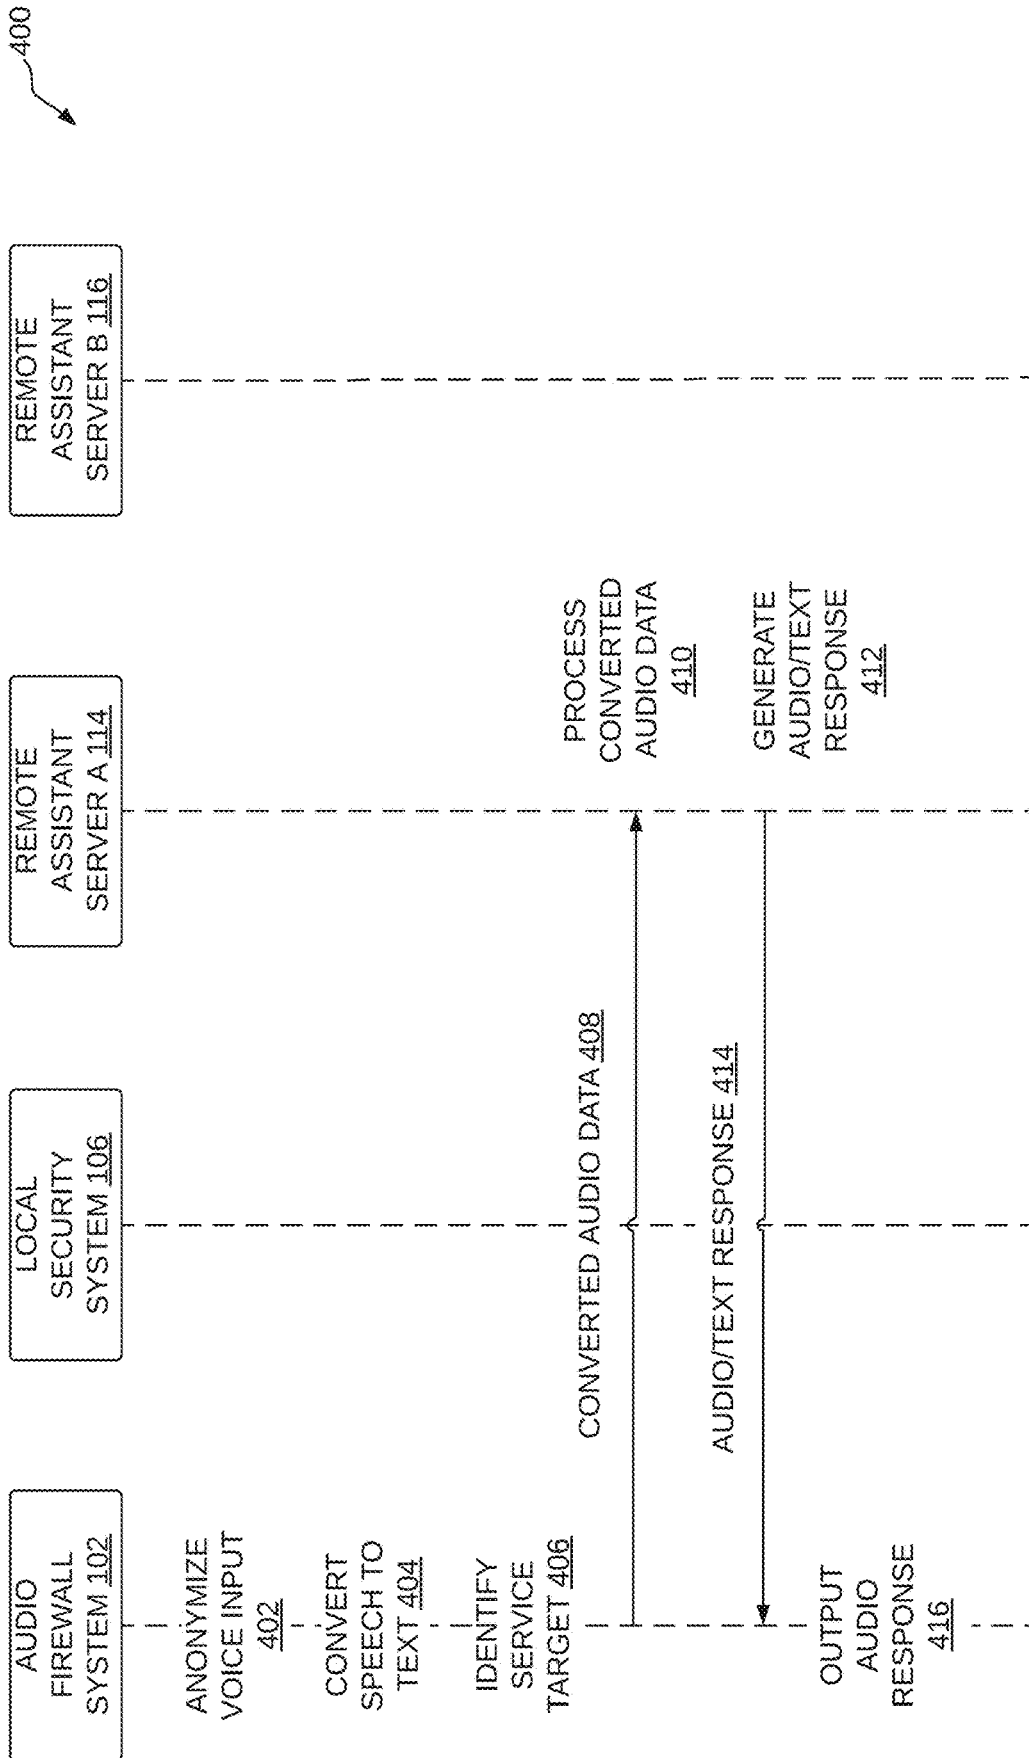 400
AUDIO
FIREWALL
SYSTEM 102
LOCAL
SECURITY
SYSTEM 106
REMOTE
ASSISTANT
SERVER A 114
REMOTE
ASSISTANT
SERVER B 116
ANONYMIZE
VOICE INPUT
402
CONVERT
SPEECH TO
TEXT 404
IDENTIFY
SERVICE
TARGET 406
CONVERTED AUDIO DATA 408
PROCESS
CONVERTED
AUDIO DATA
410
AUDIO/TEXT RESPONSE 414
GENERATE
AUDIO/TEXT
RESPONSE
412
OUTPUT
AUDIO
RESPONSE
416